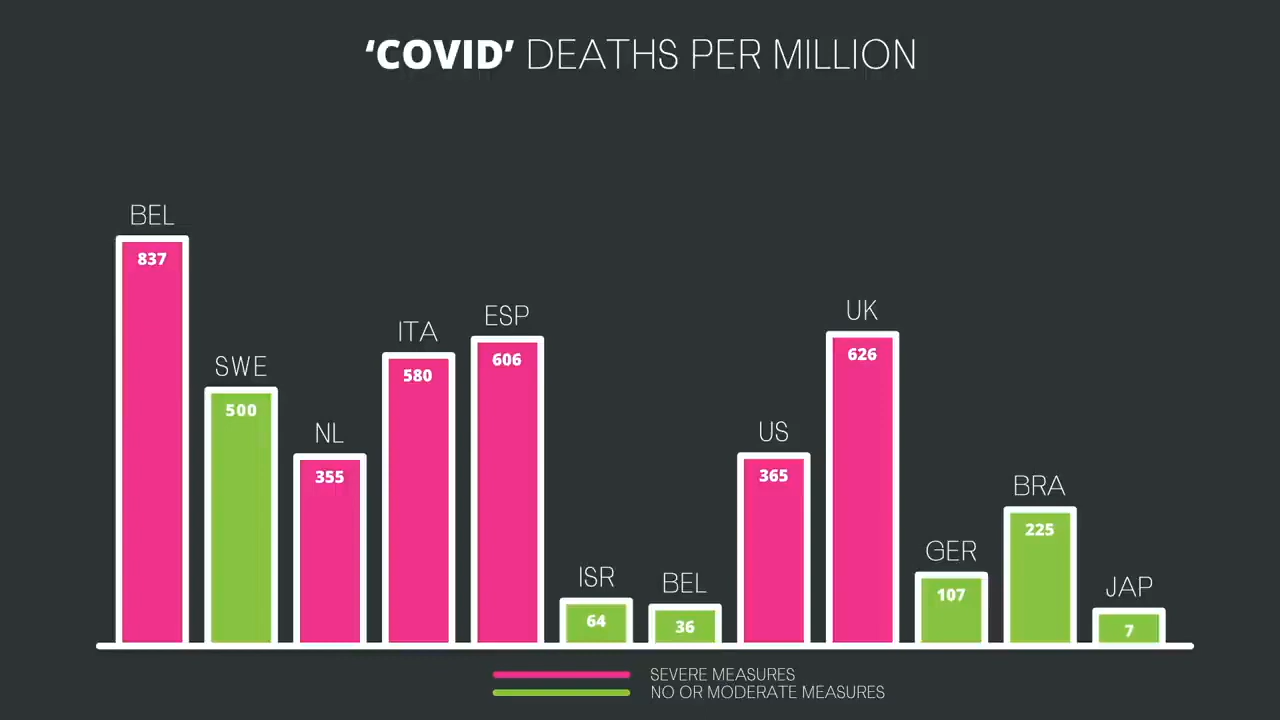 ‘COVID’ DEATHS PER MILLION
BEL
837
SWE
500
NL
355
ITA
580
ESP
606
ISR
64
BEL
36
US
365
UK
626
GER
107
BRA
225
JAP
7
SEVERE MEASURES
NO OR MODERATE MEASURES